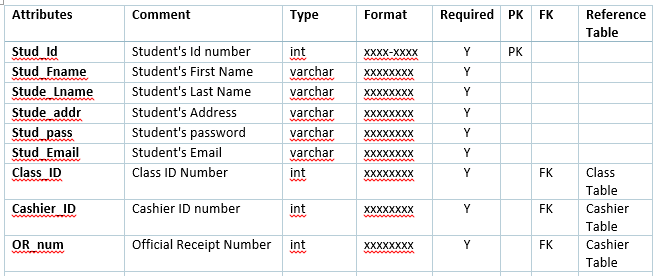 Attributes Comment Type Format Required PK FK Reference
Table
Stud_Id Student's Id number int xxxx-xxxx Y PK
Stud_Fname Student's First Name varchar xxxxxxxx Y
Stude_Lname Student's Last Name varchar xxxxxxxx Y
Stude_addr Student's Address varchar xxxxxxxx Y
Stud_pass Student's password varchar xxxxxxxx Y
Stud_Email Student's Email varchar xxxxxxxx Y
Class_ID Class ID Number int xxxxxxxx Y FK Class
Table
Cashier_ID Cashier ID number int xxxxxxxx Y FK Cashier
Table
OR_num Official Receipt Number int xxxxxxxx Y FK Cashier
Table